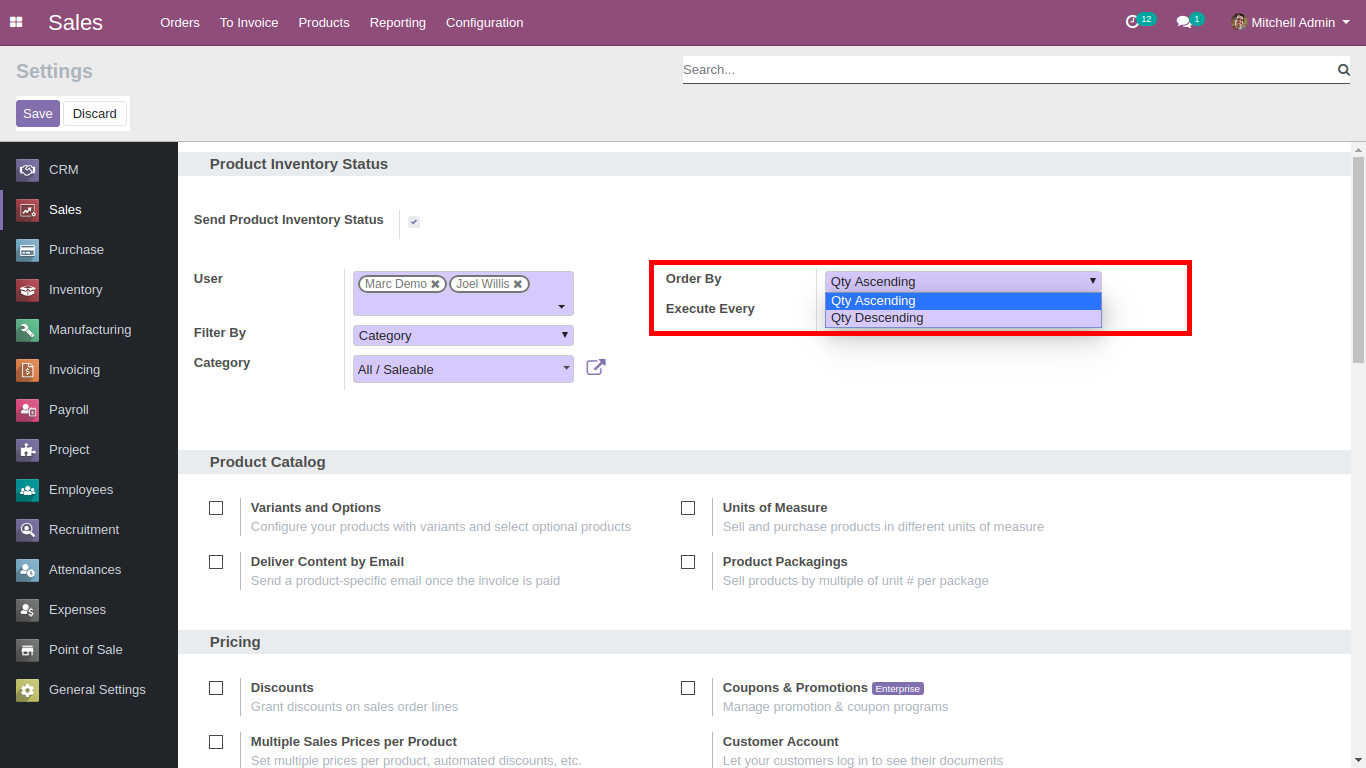 Sales Orders To Invoice Products Reporting Configuration 12 1 Mitchell Admin
Settings
Search...
Save Discard
CRM
Sales
Purchase
Inventory
Manufacturing
Invoicing
Payroll
Project
Employees
Recruitment
Attendances
Expenses
Point of Sale
General Settings
Product Inventory Status
Send Product Inventory Status
User Marc Demo Joel Willis
Filter By Category
Category All / Saleable
Order By Qty Ascending
Qty Ascending
Execute Every
Qty Descending
Product Catalog
Variants and Options
Configure your products with variants and select optional products
Units of Measure
Sell and purchase products in different units of measure
Deliver Content by Email
Send a product-specific email once the invoice is paid
Product Packagings
Sell products by multiple of unit # per package
Pricing
Discounts
Grant discounts on sales order lines
Coupons & Promotions Enterprise
Manage promotion & coupon programs
Multiple Sales Prices per Product
Set multiple prices per product, automated discounts, etc.
Customer Account
Let your customers log in to see their documents